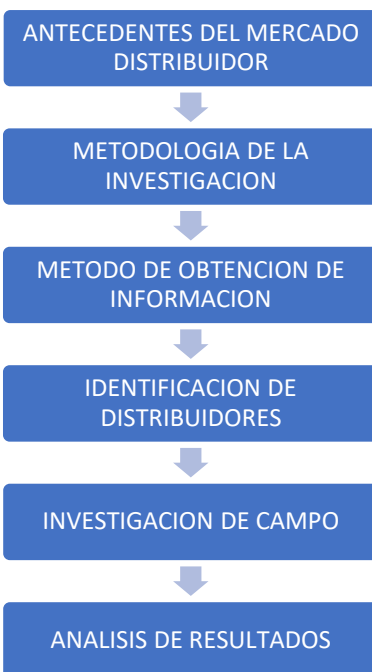 ANTECEDENTES DEL MERCADO
DISTRIBUIDOR
METODOLOGIA DE LA
INVESTIGACION
METODO DE OBTENCION DE
INFORMACION
IDENTIFICACION DE
DISTRIBUIDORES
INVESTIGACION DE CAMPO
ANALISIS DE RESULTADOS